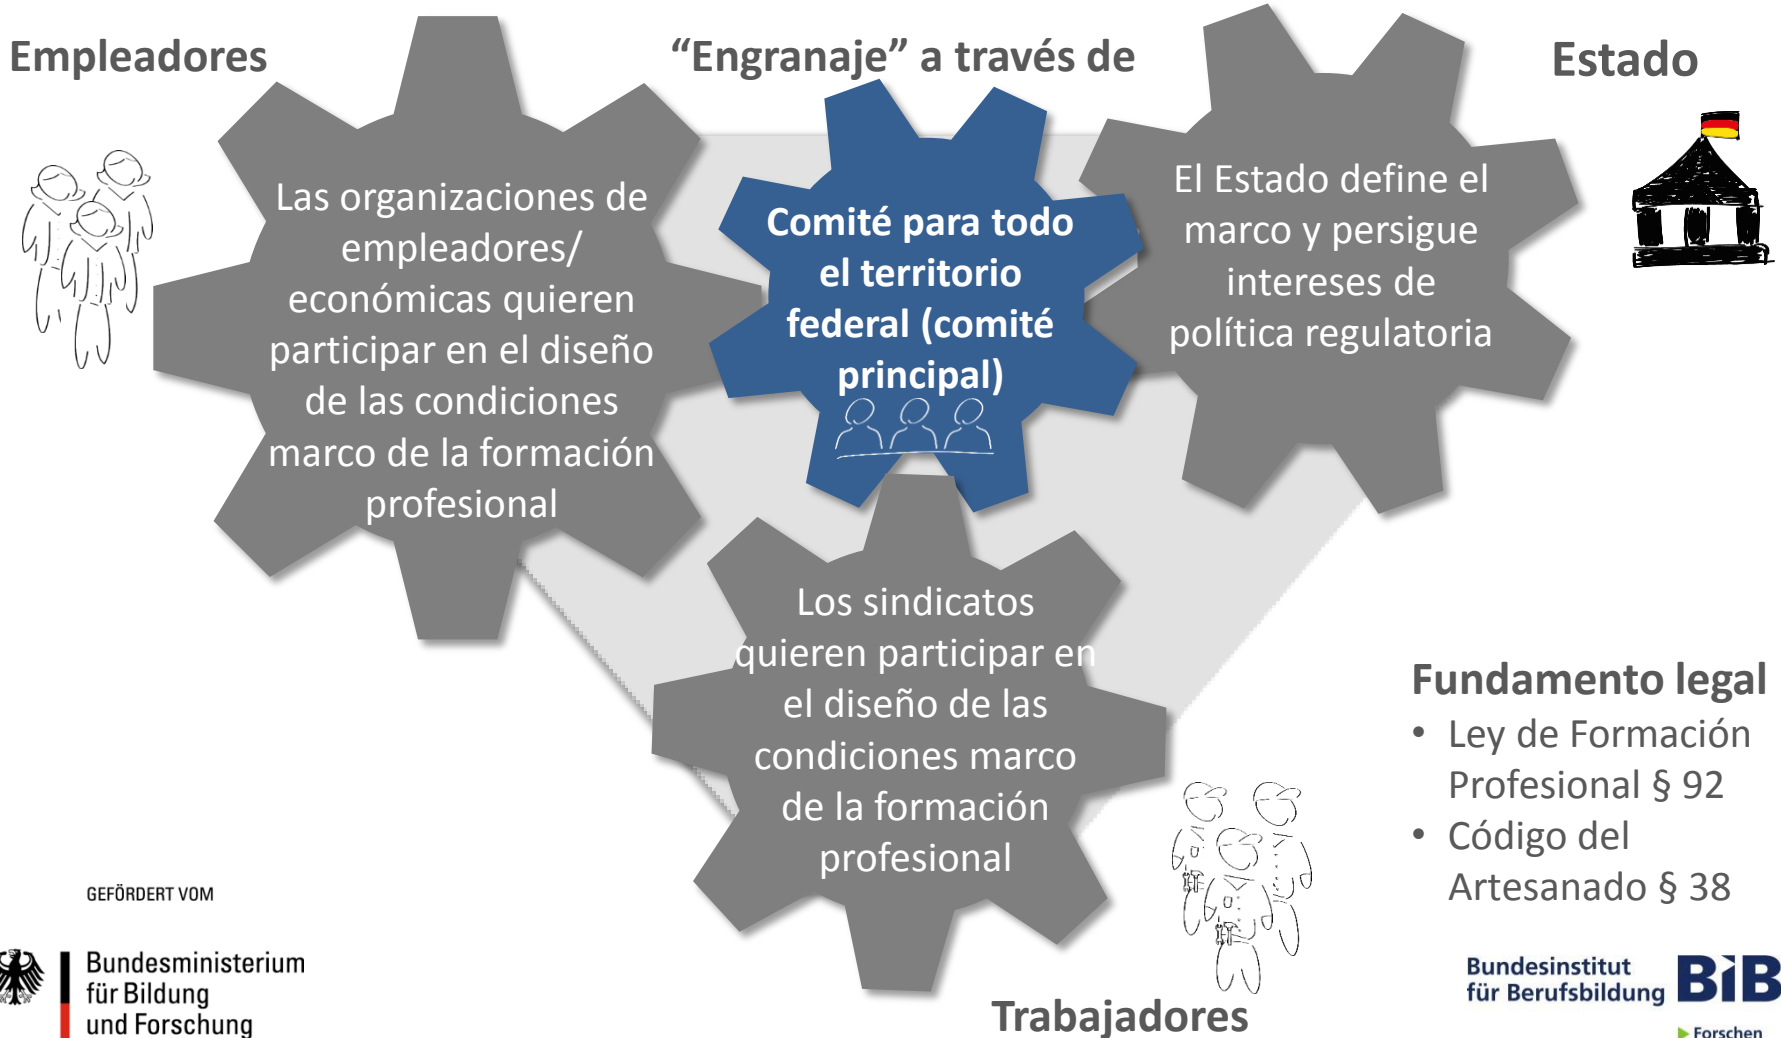 Empleadores
“Engranaje” a través de
Estado
Las organizaciones de
empleadores/
económicas quieren
participar en el diseño
de las condiciones
marco de la formación
profesional
Comité para todo
el territorio
federal (comité
principal)
El Estado define el
marco y persigue
intereses de
política regulatoria
Los sindicatos
quieren participar en
el diseño de las
condiciones marco
de la formación
profesional
Trabajadores
Fundamento legal
• Ley de Formación
Profesional § 92
• Código del
Artesanado § 38
GEFÖRDERT VOM
Bundesministerium
für Bildung
und Forschung
Bundesinstitut
für Berufsbildung
BiB
Forschen